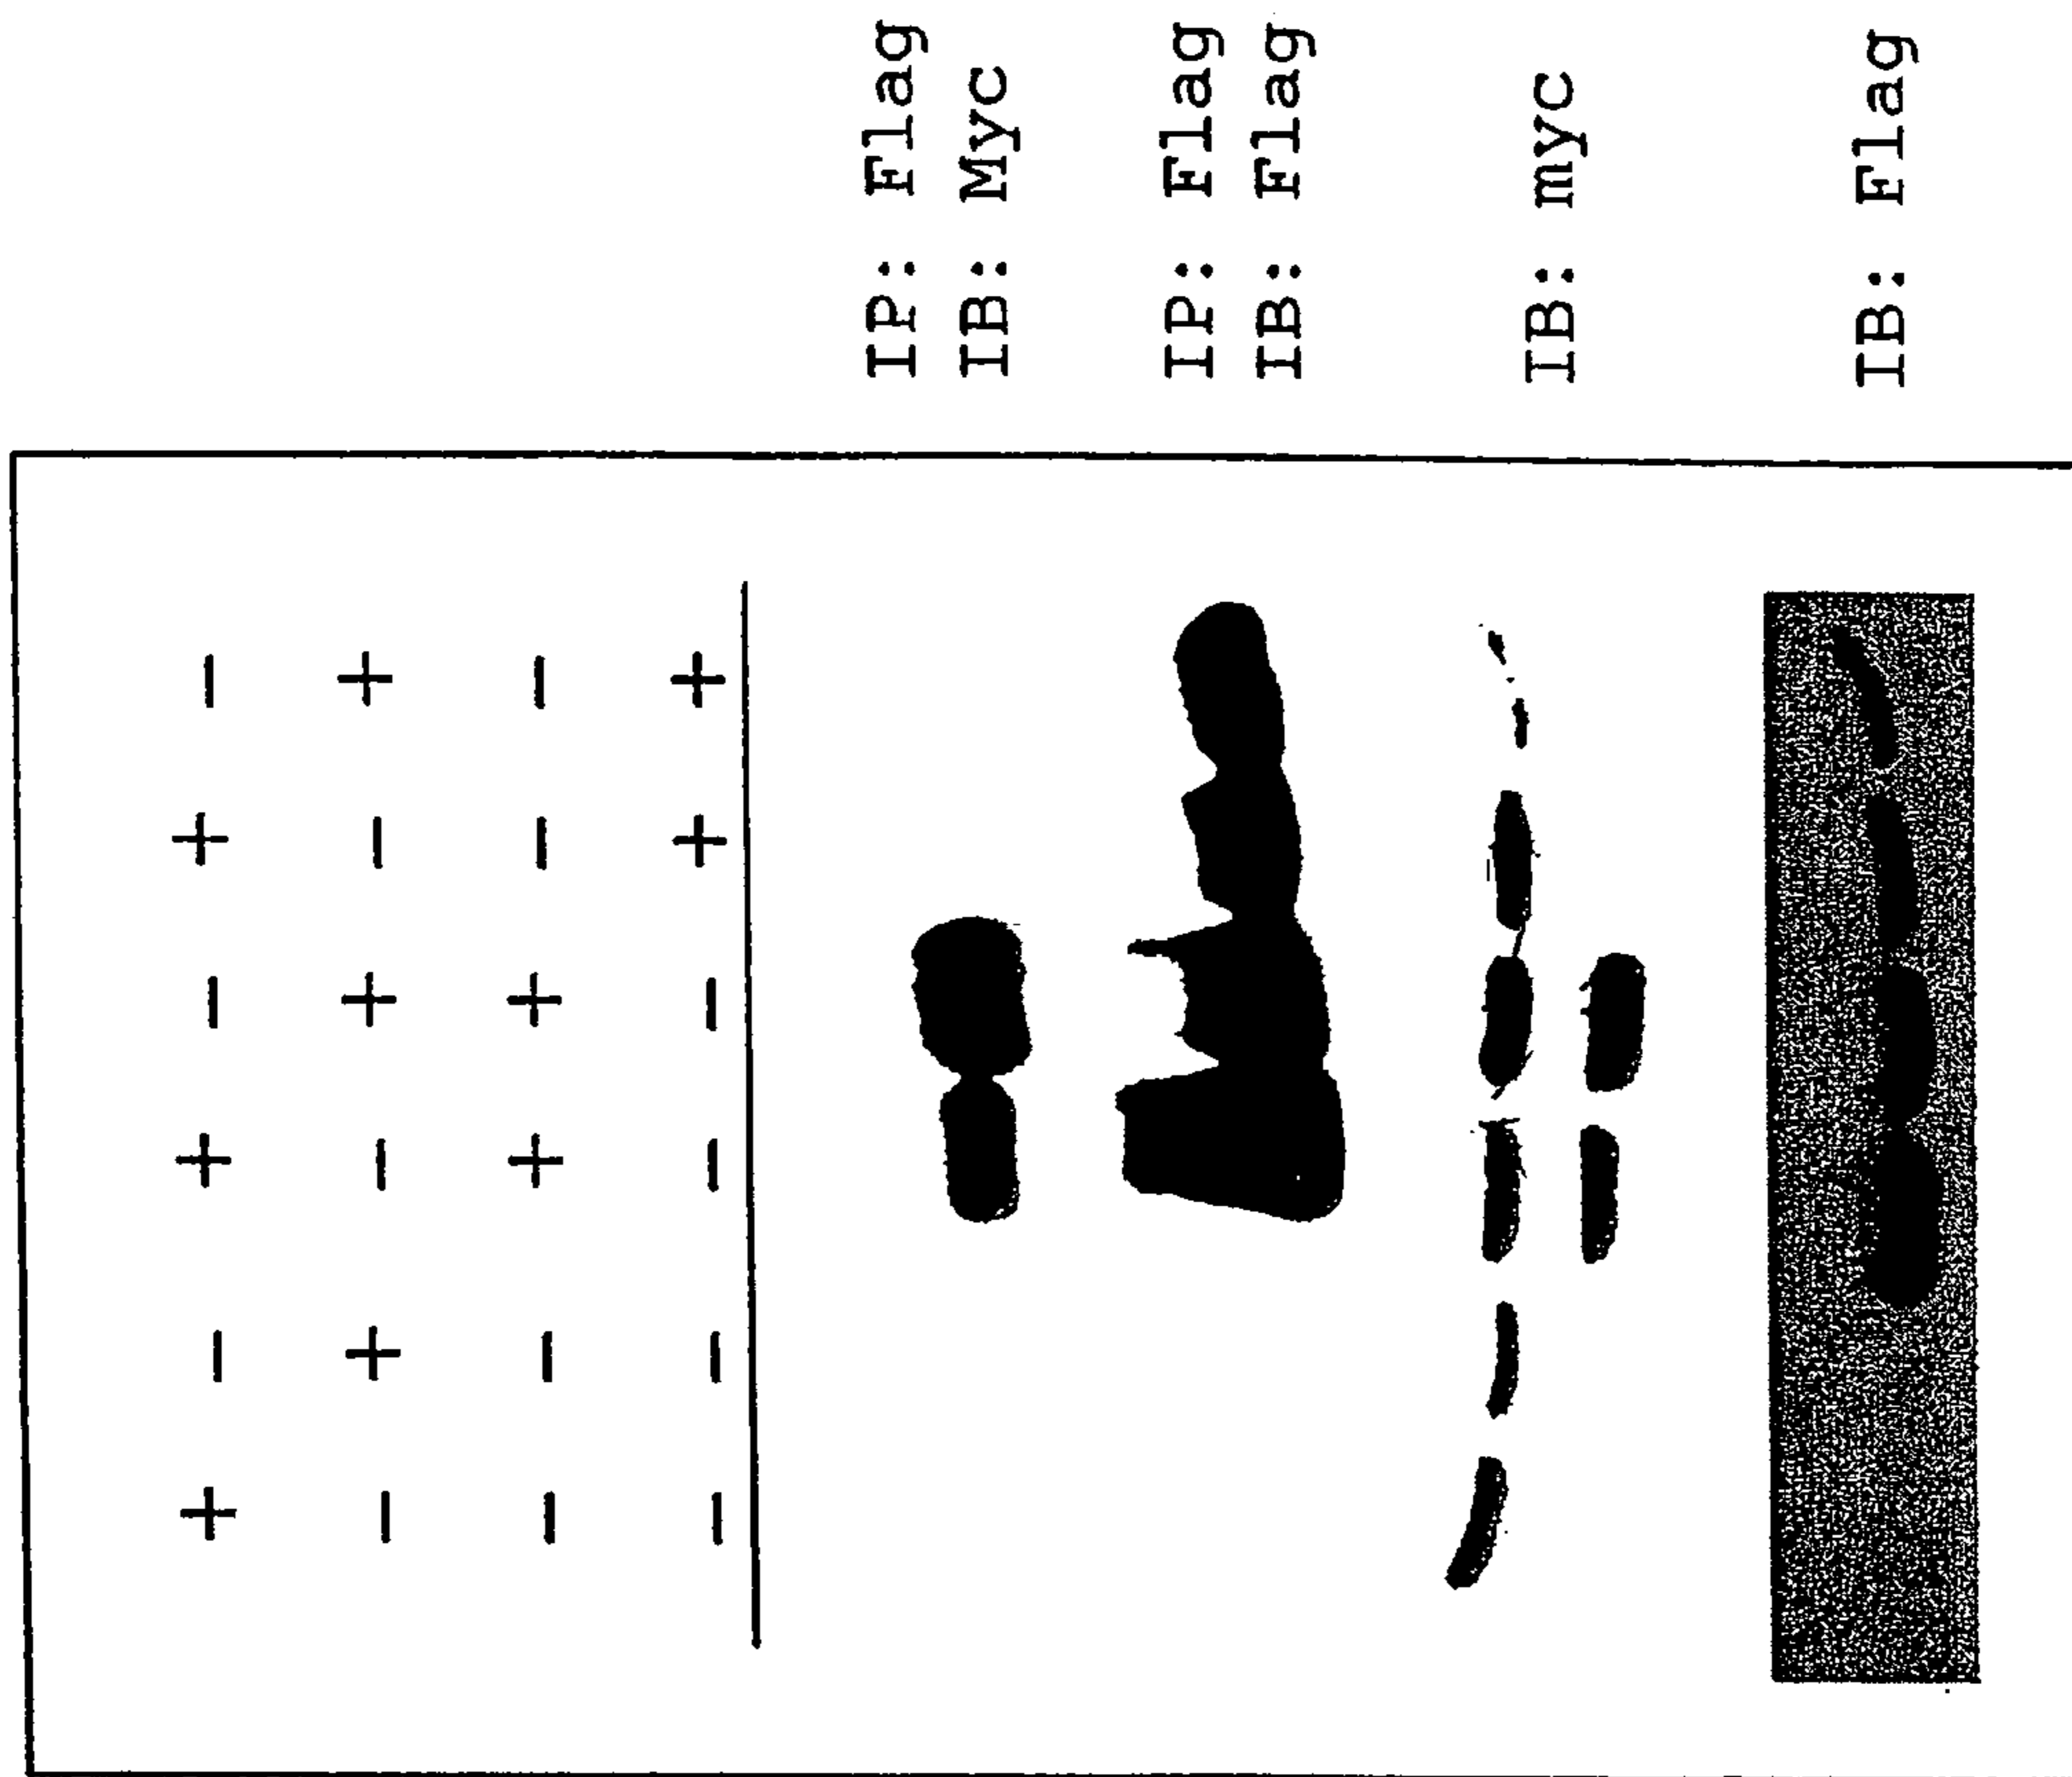 + − + − + −
− + − + − +
− − + + − −
− − − − + +
IP: Flag
IB: Myc
IP: Flag
IB: Flag
IB: myc
IB: Flag